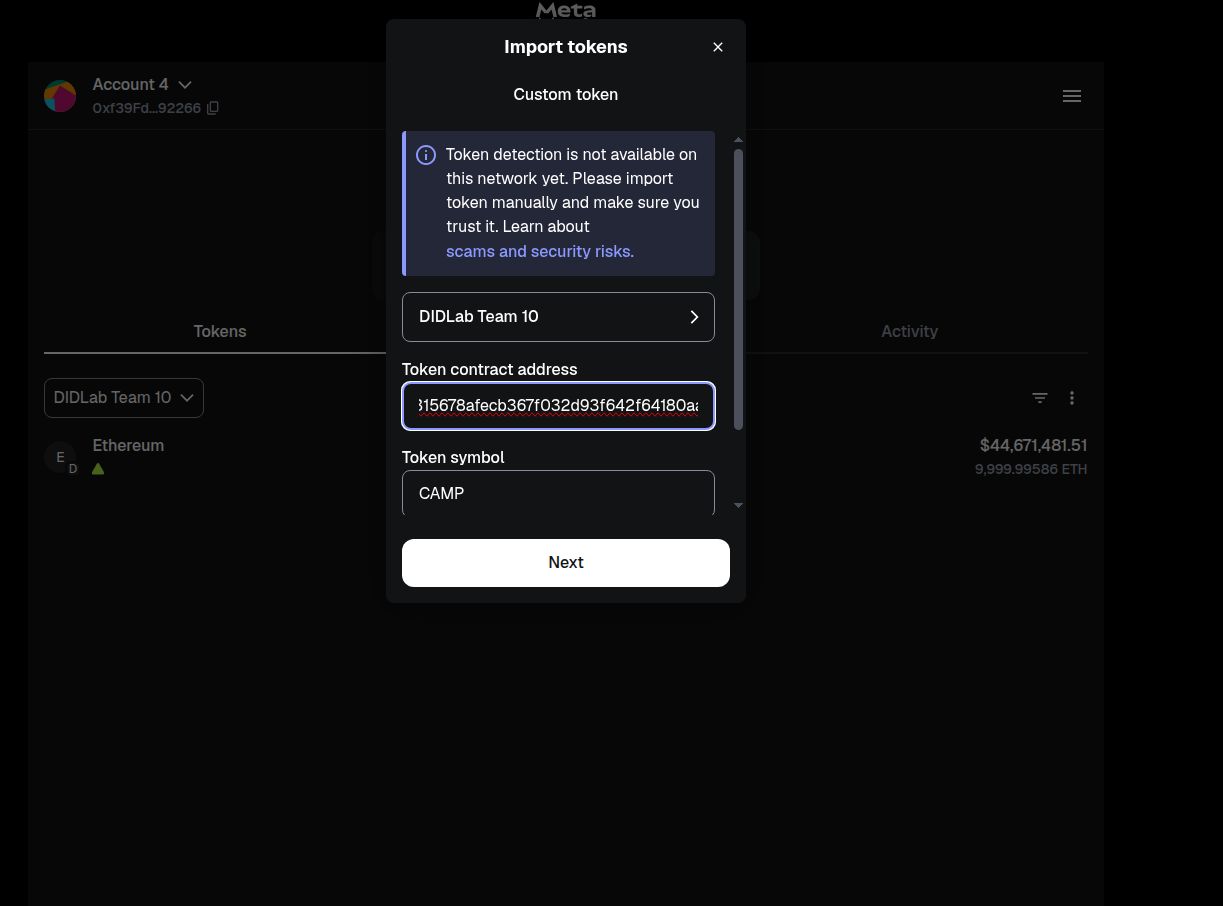 Meta
Import tokens
Account 4
0xf39Fd...92266
Custom token
Token detection is not available on
this network yet. Please import
token manually and make sure you
trust it. Learn about
scams and security risks.
DIDLab Team 10
Tokens
Activity
Token contract address
315678afecb367f032d93f642f64180aa
DIDLab Team 10
Ethereum
E
D
$44,671,481.51
9,999.99586 ETH
Token symbol
CAMP
Next